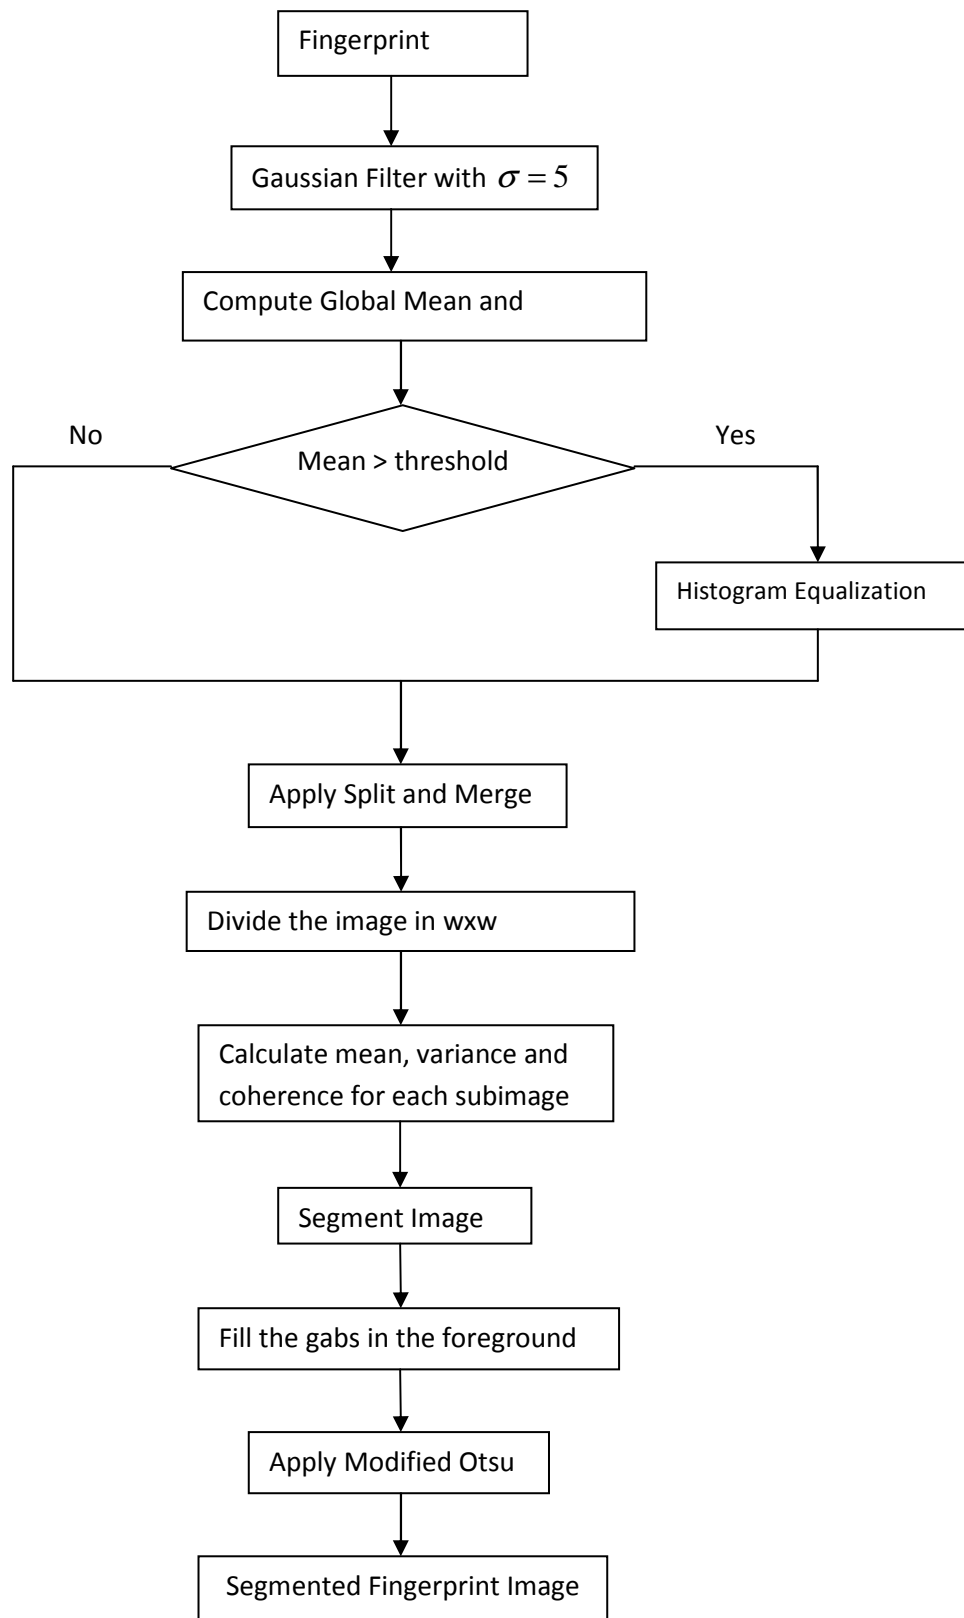 Fingerprint
Gaussian Filter with σ = 5
Compute Global Mean and
No
Yes
Mean > threshold
Histogram Equalization
Apply Split and Merge
Divide the image in wxw
Calculate mean, variance and
coherence for each subimage
Segment Image
Fill the gabs in the foreground
Apply Modified Otsu
Segmented Fingerprint Image